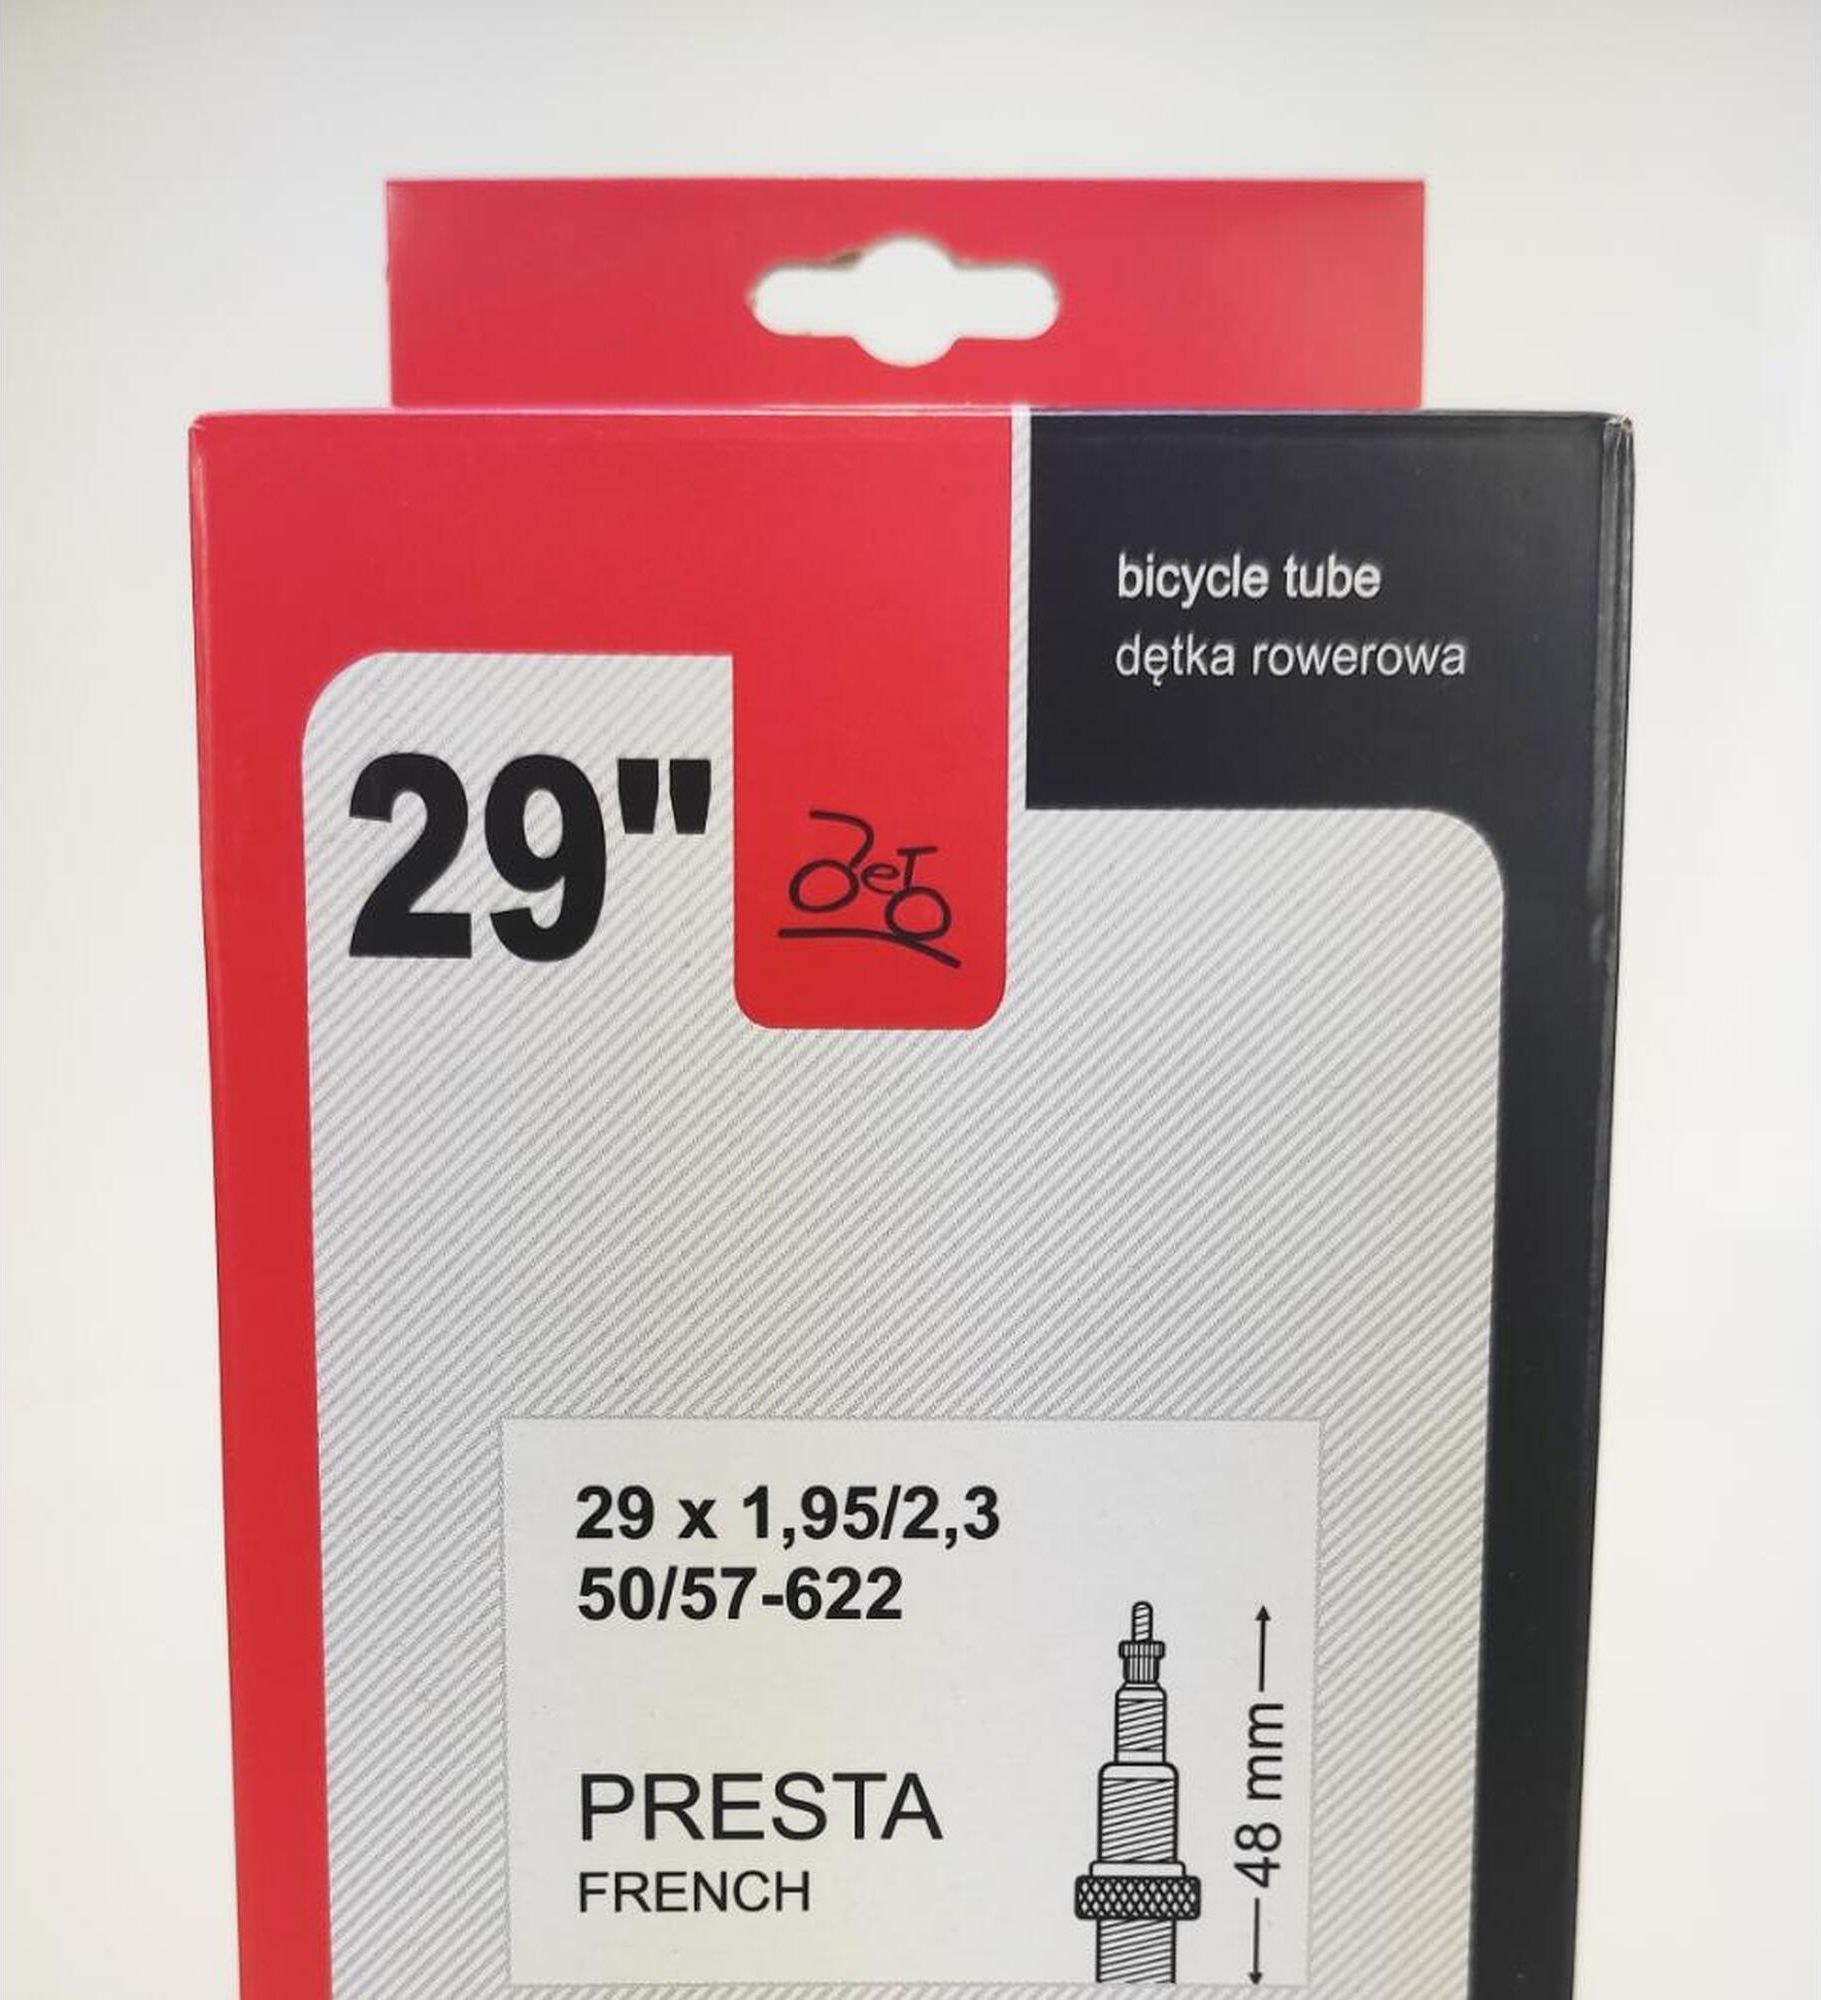 bicycle tube
dętka rowerowa
29"
29 x 1,95/2,3
50/57-622
PRESTA
FRENCH
48 mm